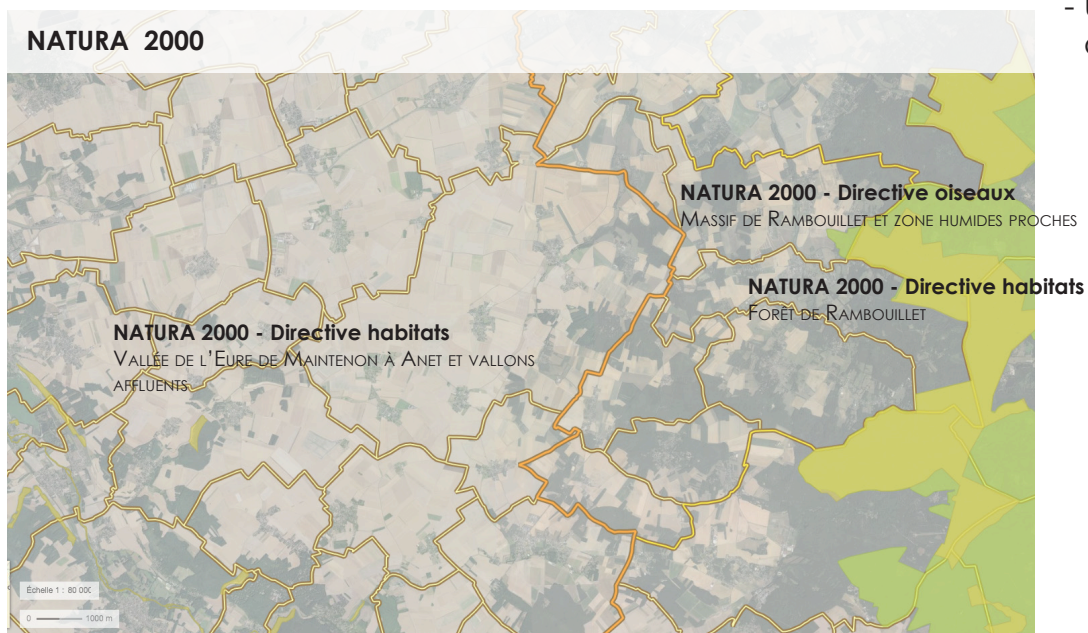 NATURA 2000
NATURA 2000 - Directive oiseaux
Massif de Rambouillet et zone humides proches
NATURA 2000 - Directive habitats
Forêt de Rambouillet
NATURA 2000 - Directive habitats
Vallée de l'Eure de Maintenon à Anet et vallons
affluents
Échelle 1 : 80 000
0 1000 m